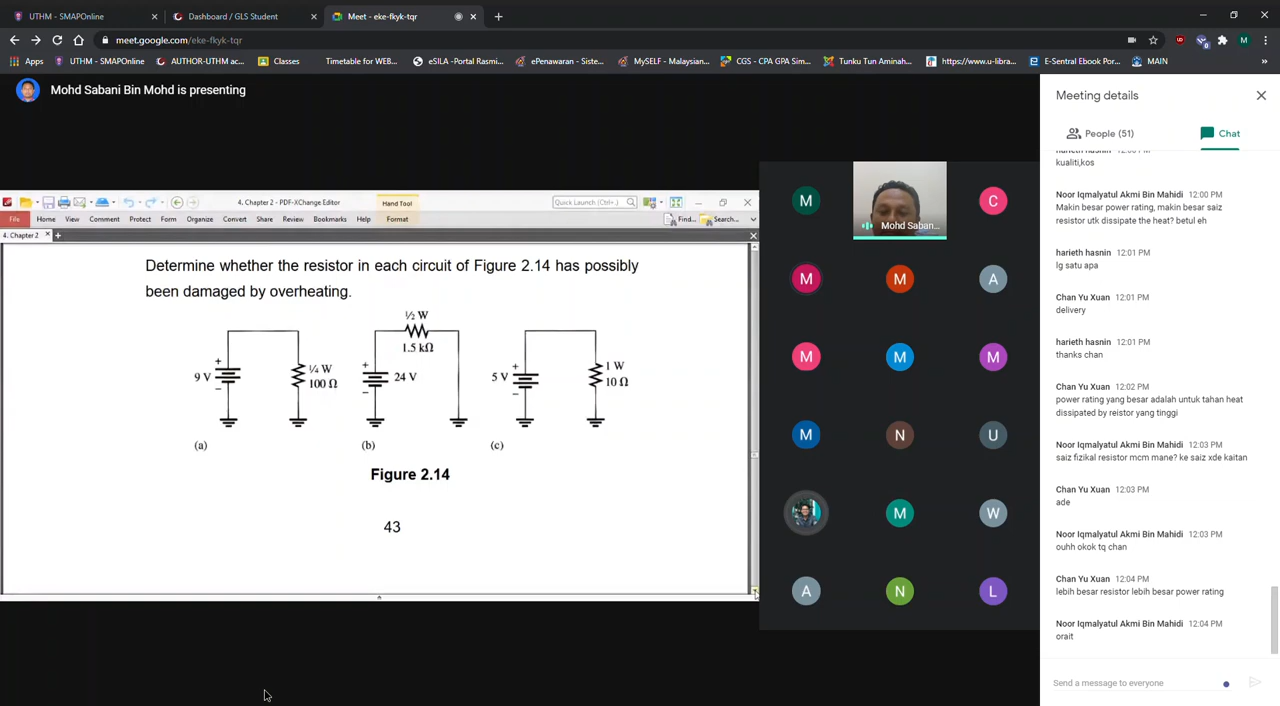 UTHM - SMAPOnline
Dashboard / GLS Student
Meet - eke-fkyk-tqr
meet.google.com/eke-fkyk-tqr
M
Apps
UTHM - SMAPOnline
AUTHOR-UTHM ac...
Classes
Timetable for WEB...
eSILA -Portal Rasmi...
ePenawaran - Siste...
MySELF - Malaysian...
CGS - CPA GPA Sim...
Tunku Tun Aminah...
https://www.u-libra...
E-Sentral Ebook Por...
MAIN
Mohd Sabani Bin Mohd is presenting
4. Chapter 2 - PDF-XChange Editor
Hand Tool
Quick Launch (Ctrl+.)
File Home View Comment Protect Form Organize Convert Share Review Bookmarks Help Format
Find... Search...
4. Chapter 2
Determine whether the resistor in each circuit of Figure 2.14 has possibly
been damaged by overheating.
9 V
+
−
¼ W
100 Ω
(a)
½ W
1.5 kΩ
+
−
24 V
(b)
5 V
+
−
1 W
10 Ω
(c)
Figure 2.14
43
M
Mohd Saban...
C
M
M
A
M
M
M
M
N
U
M
W
A
N
L
Meeting details
People (51)
Chat
kualiti,kos
Noor Iqmalyatul Akmi Bin Mahidi 12:00 PM
Makin besar power rating, makin besar saiz
resistor utk dissipate the heat? betul eh
harieth hasnin 12:01 PM
lg satu apa
Chan Yu Xuan 12:01 PM
delivery
harieth hasnin 12:01 PM
thanks chan
Chan Yu Xuan 12:02 PM
power rating yang besar adalah untuk tahan heat
dissipated by reistor yang tinggi
Noor Iqmalyatul Akmi Bin Mahidi 12:03 PM
saiz fizikal resistor mcm mane? ke saiz xde kaitan
Chan Yu Xuan 12:03 PM
ade
Noor Iqmalyatul Akmi Bin Mahidi 12:03 PM
ouhh okok tq chan
Chan Yu Xuan 12:04 PM
lebih besar resistor lebih besar power rating
Noor Iqmalyatul Akmi Bin Mahidi 12:04 PM
orait
Send a message to everyone